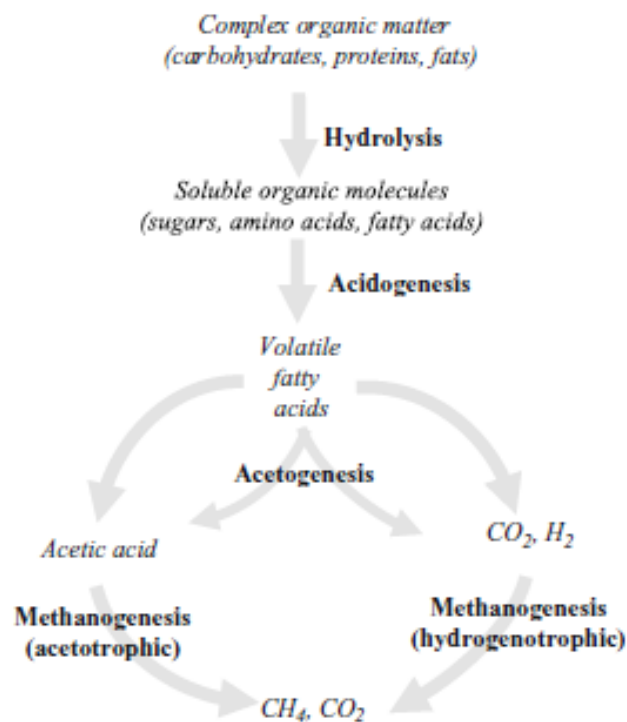 Complex organic matter
(carbohydrates, proteins, fats)
Hydrolysis
Soluble organic molecules
(sugars, amino acids, fatty acids)
Acidogenesis
Volatile
fatty
acids
Acetogenesis
Acetic acid
CO₂, H₂
Methanogenesis
(acetotrophic)
Methanogenesis
(hydrogenotrophic)
CH₄, CO₂